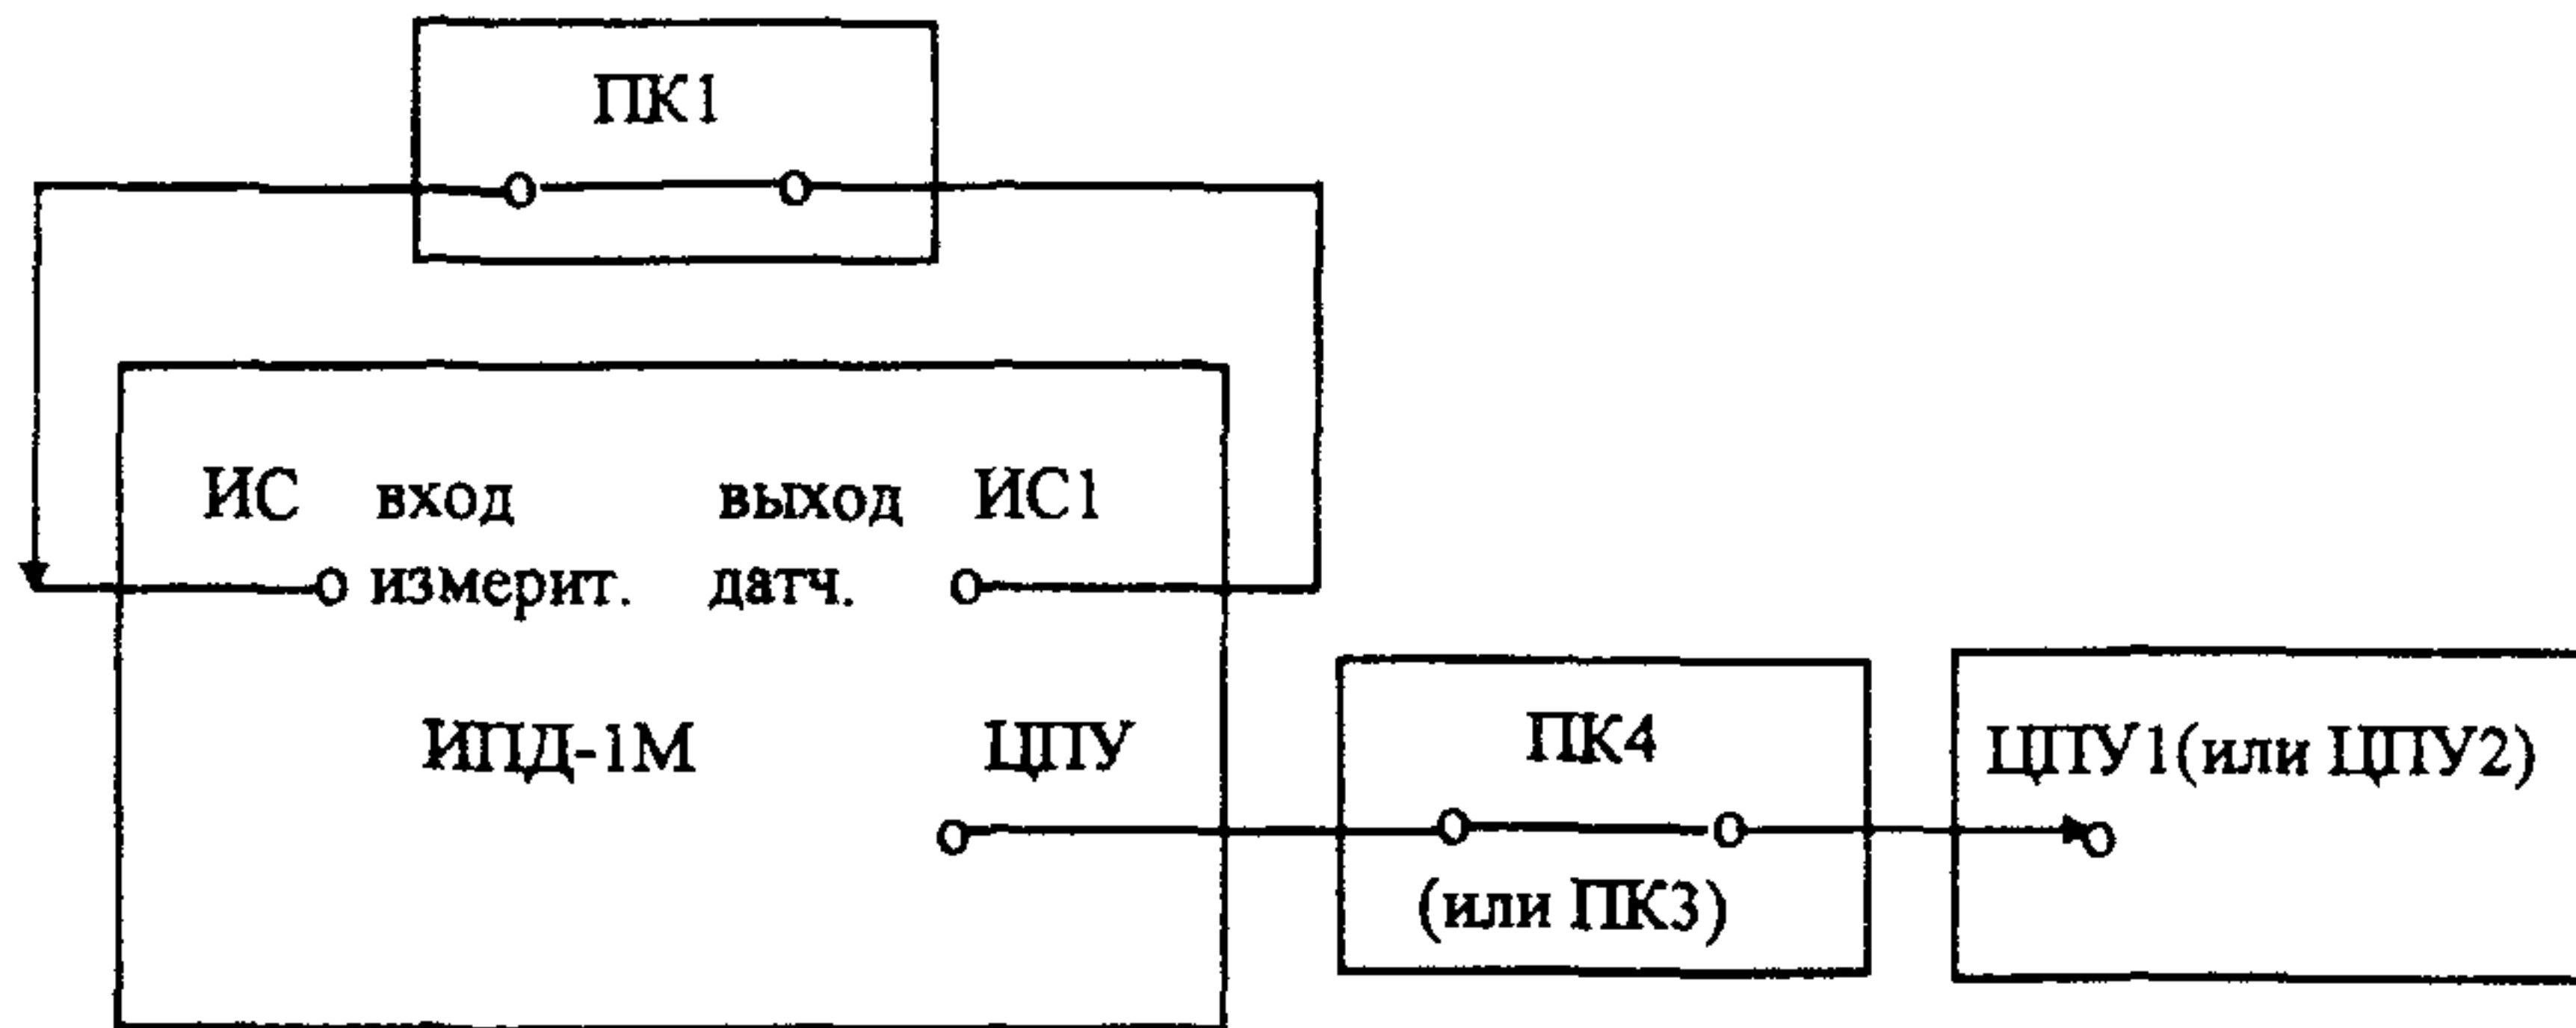 ПК1
ИС вход выход ИС1
измерит. датч.
ИПД-1М ЦПУ
ПК4
(или ПК3)
ЦПУ1(или ЦПУ2)